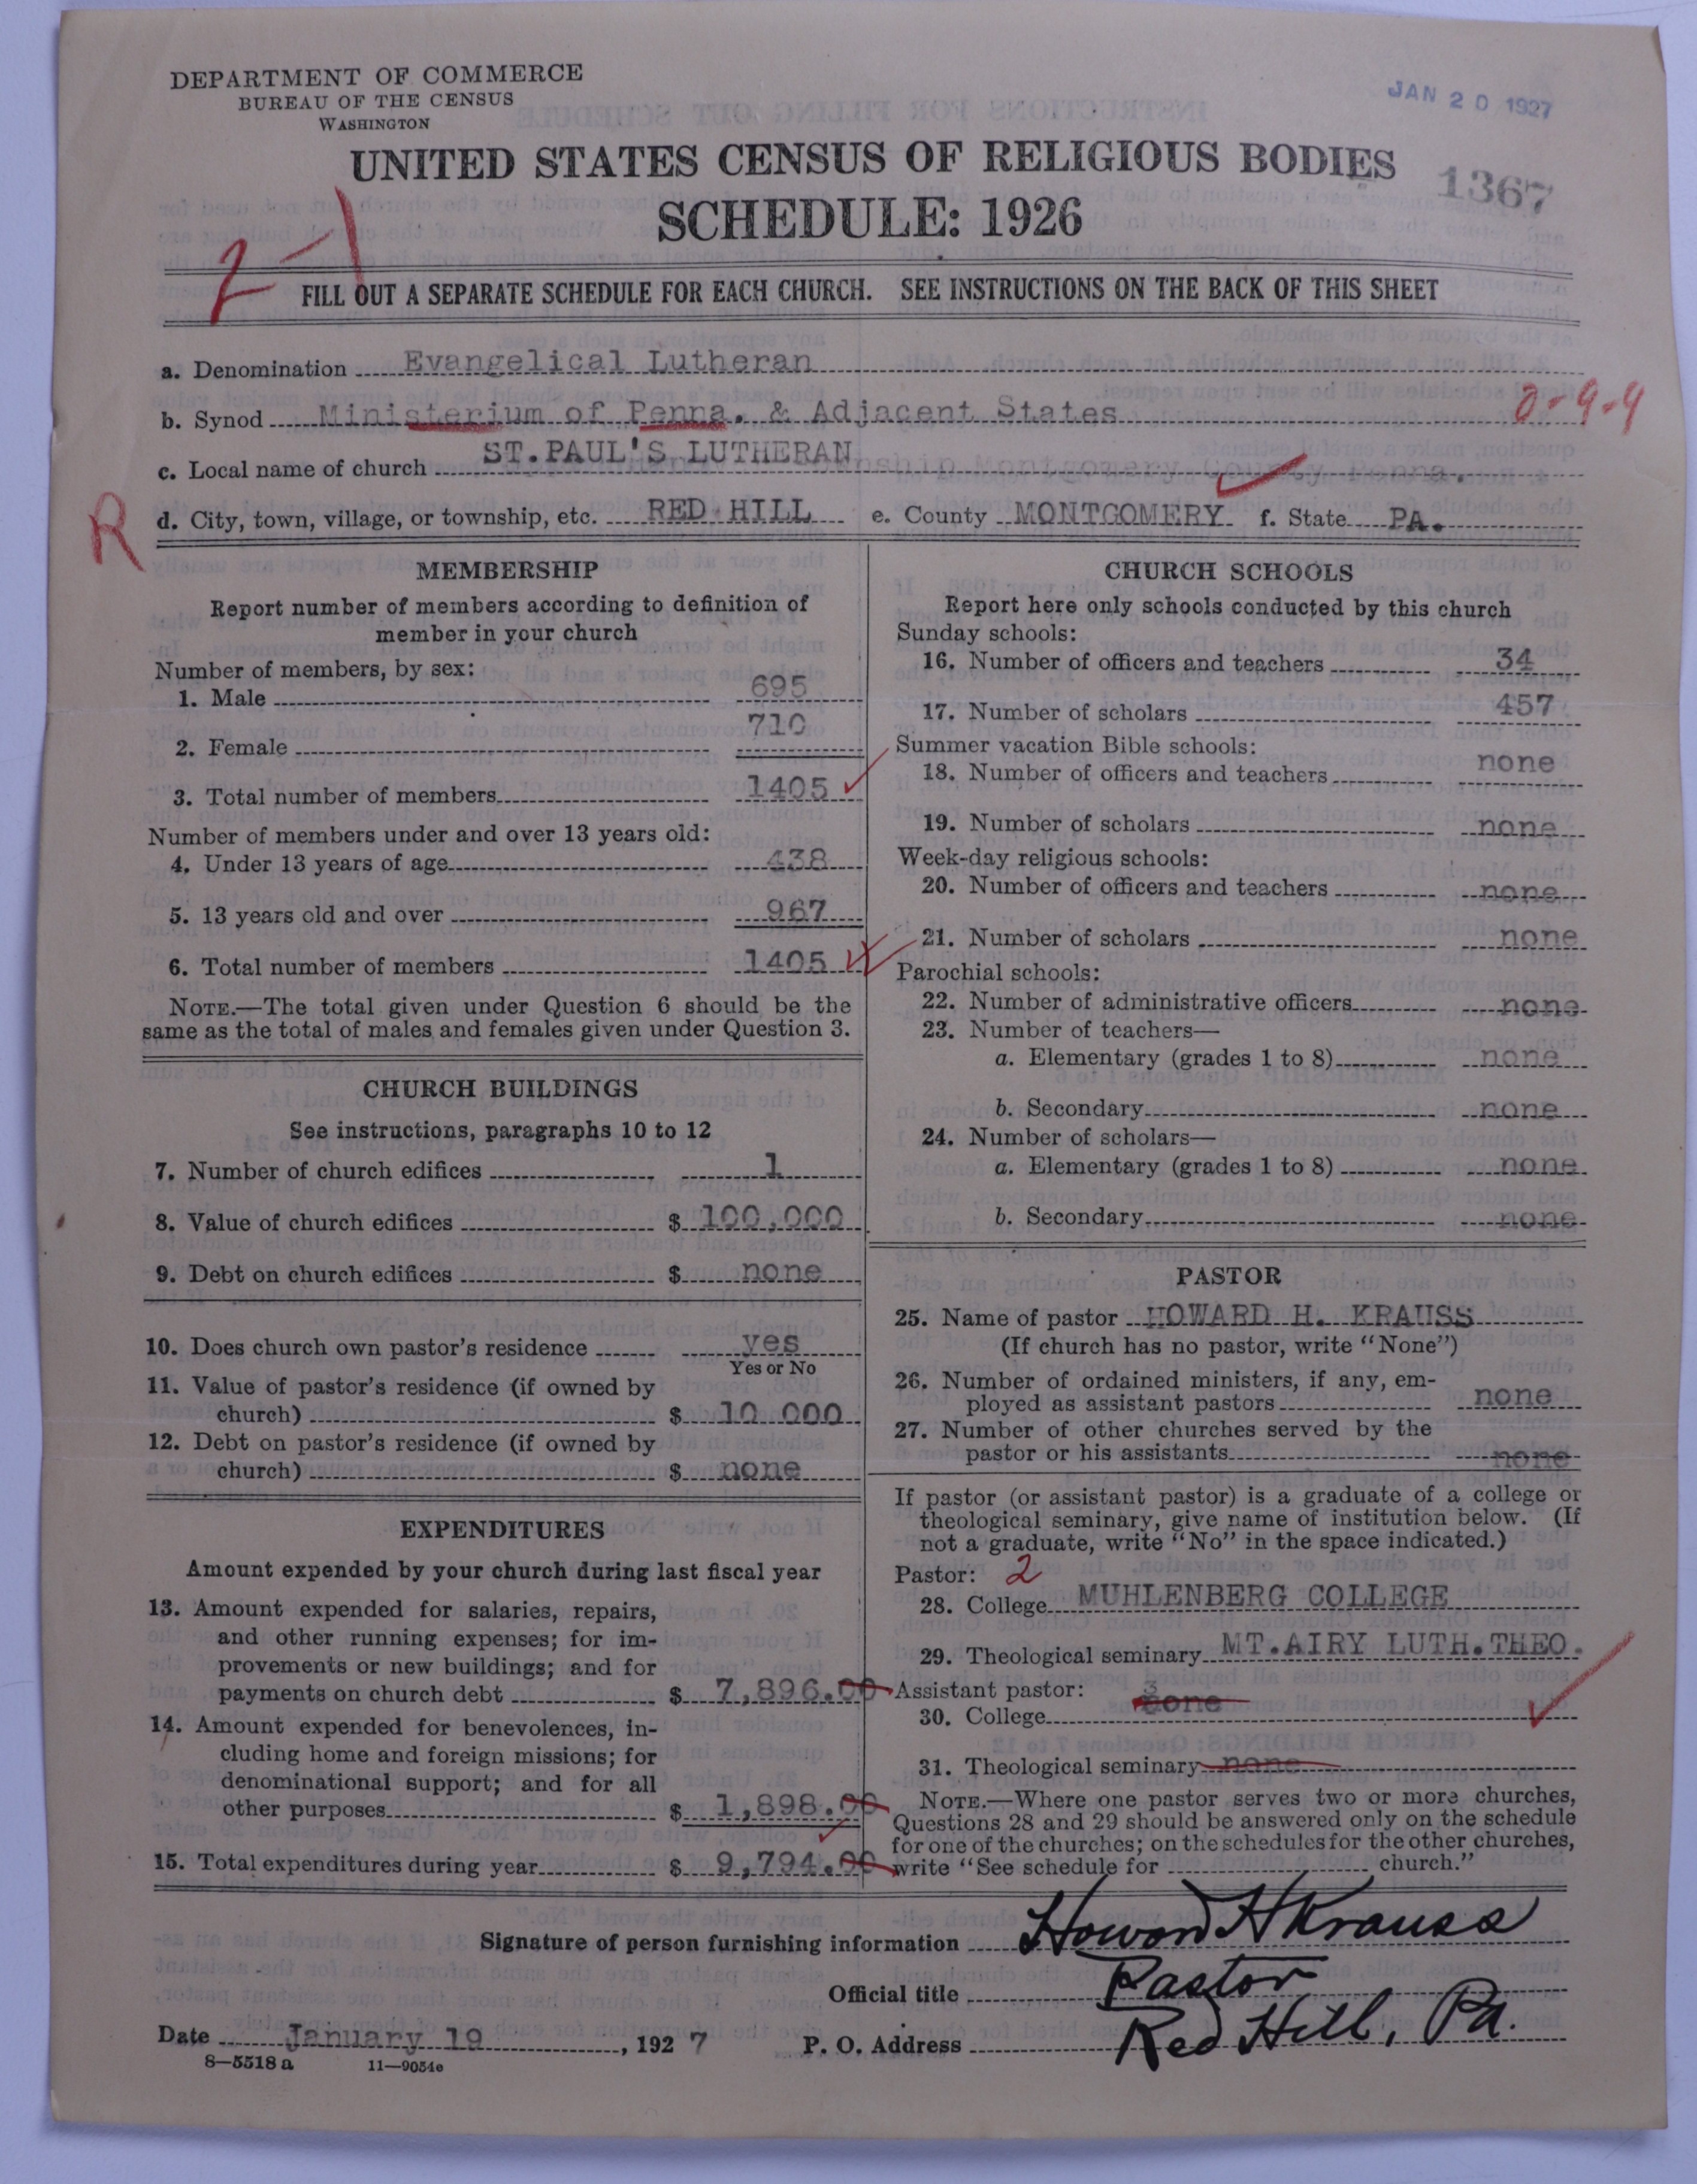 DEPARTMENT OF COMMERCE
BUREAU OF THE CENSUS
WASHINGTON
JAN 20 1927
UNITED STATES CENSUS OF RELIGIOUS BODIES
1367
SCHEDULE: 1926
2-1
FILL OUT A SEPARATE SCHEDULE FOR EACH CHURCH. SEE INSTRUCTIONS ON THE BACK OF THIS SHEET
a. Denomination Evangelical Lutheran
b. Synod Ministerium of Penna. & Adjacent States
0-9-9
c. Local name of church ST.PAUL'S LUTHERAN
R
d. City, town, village, or township, etc. RED HILL e. County MONTGOMERY f. State PA.
MEMBERSHIP
Report number of members according to definition of
member in your church
Number of members, by sex:
1. Male 695
2. Female 710
3. Total number of members 1405
Number of members under and over 13 years old:
4. Under 13 years of age 438
5. 13 years old and over 967
6. Total number of members 1405
NOTE.—The total given under Question 6 should be the
same as the total of males and females given under Question 3.
CHURCH BUILDINGS
See instructions, paragraphs 10 to 12
7. Number of church edifices 1
8. Value of church edifices $ 100,000
9. Debt on church edifices $ none
10. Does church own pastor's residence yes
Yes or No
11. Value of pastor's residence (if owned by
church) $ 10 000
12. Debt on pastor's residence (if owned by
church) $ none
EXPENDITURES
Amount expended by your church during last fiscal year
13. Amount expended for salaries, repairs,
and other running expenses; for im-
provements or new buildings; and for
payments on church debt $ 7,896.00
14. Amount expended for benevolences, in-
cluding home and foreign missions; for
denominational support; and for all
other purposes $ 1,898.00
15. Total expenditures during year $ 9,794.00
CHURCH SCHOOLS
Report here only schools conducted by this church
Sunday schools:
16. Number of officers and teachers 34
17. Number of scholars 457
Summer vacation Bible schools:
18. Number of officers and teachers none
19. Number of scholars none
Week-day religious schools:
20. Number of officers and teachers none
21. Number of scholars none
Parochial schools:
22. Number of administrative officers none
23. Number of teachers—
a. Elementary (grades 1 to 8) none
b. Secondary none
24. Number of scholars—
a. Elementary (grades 1 to 8) none
b. Secondary none
PASTOR
25. Name of pastor HOWARD H. KRAUSS
(If church has no pastor, write "None")
26. Number of ordained ministers, if any, em-
ployed as assistant pastors none
27. Number of other churches served by the
pastor or his assistants none
If pastor (or assistant pastor) is a graduate of a college or
theological seminary, give name of institution below. (If
not a graduate, write "No" in the space indicated.)
Pastor: 2
28. College MUHLENBERG COLLEGE
29. Theological seminary MT.AIRY LUTH.THEO.
Assistant pastor: 3
30. College none
31. Theological seminary none
NOTE.—Where one pastor serves two or more churches,
Questions 28 and 29 should be answered only on the schedule
for one of the churches; on the schedules for the other churches,
write "See schedule for church."
Signature of person furnishing information Howard H Krauss
Official title Pastor
Date January 19, 1927 P. O. Address Red Hill, Pa.
8—5518 a 11—9054e